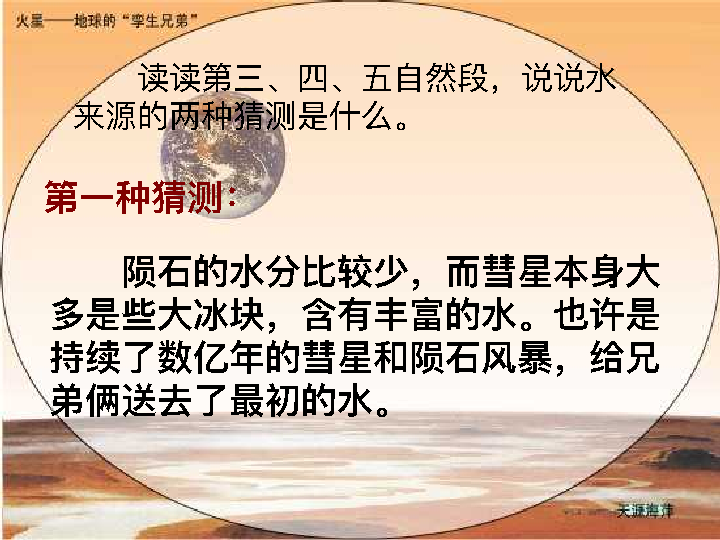 火星——地球的“孪生兄弟”
读读第三、四、五自然段，说说水
来源的两种猜测是什么。
第一种猜测：
陨石的水分比较少，而彗星本身大
多是些大冰块，含有丰富的水。也许是
持续了数亿年的彗星和陨石风暴，给兄
弟俩送去了最初的水。
天涯海洋